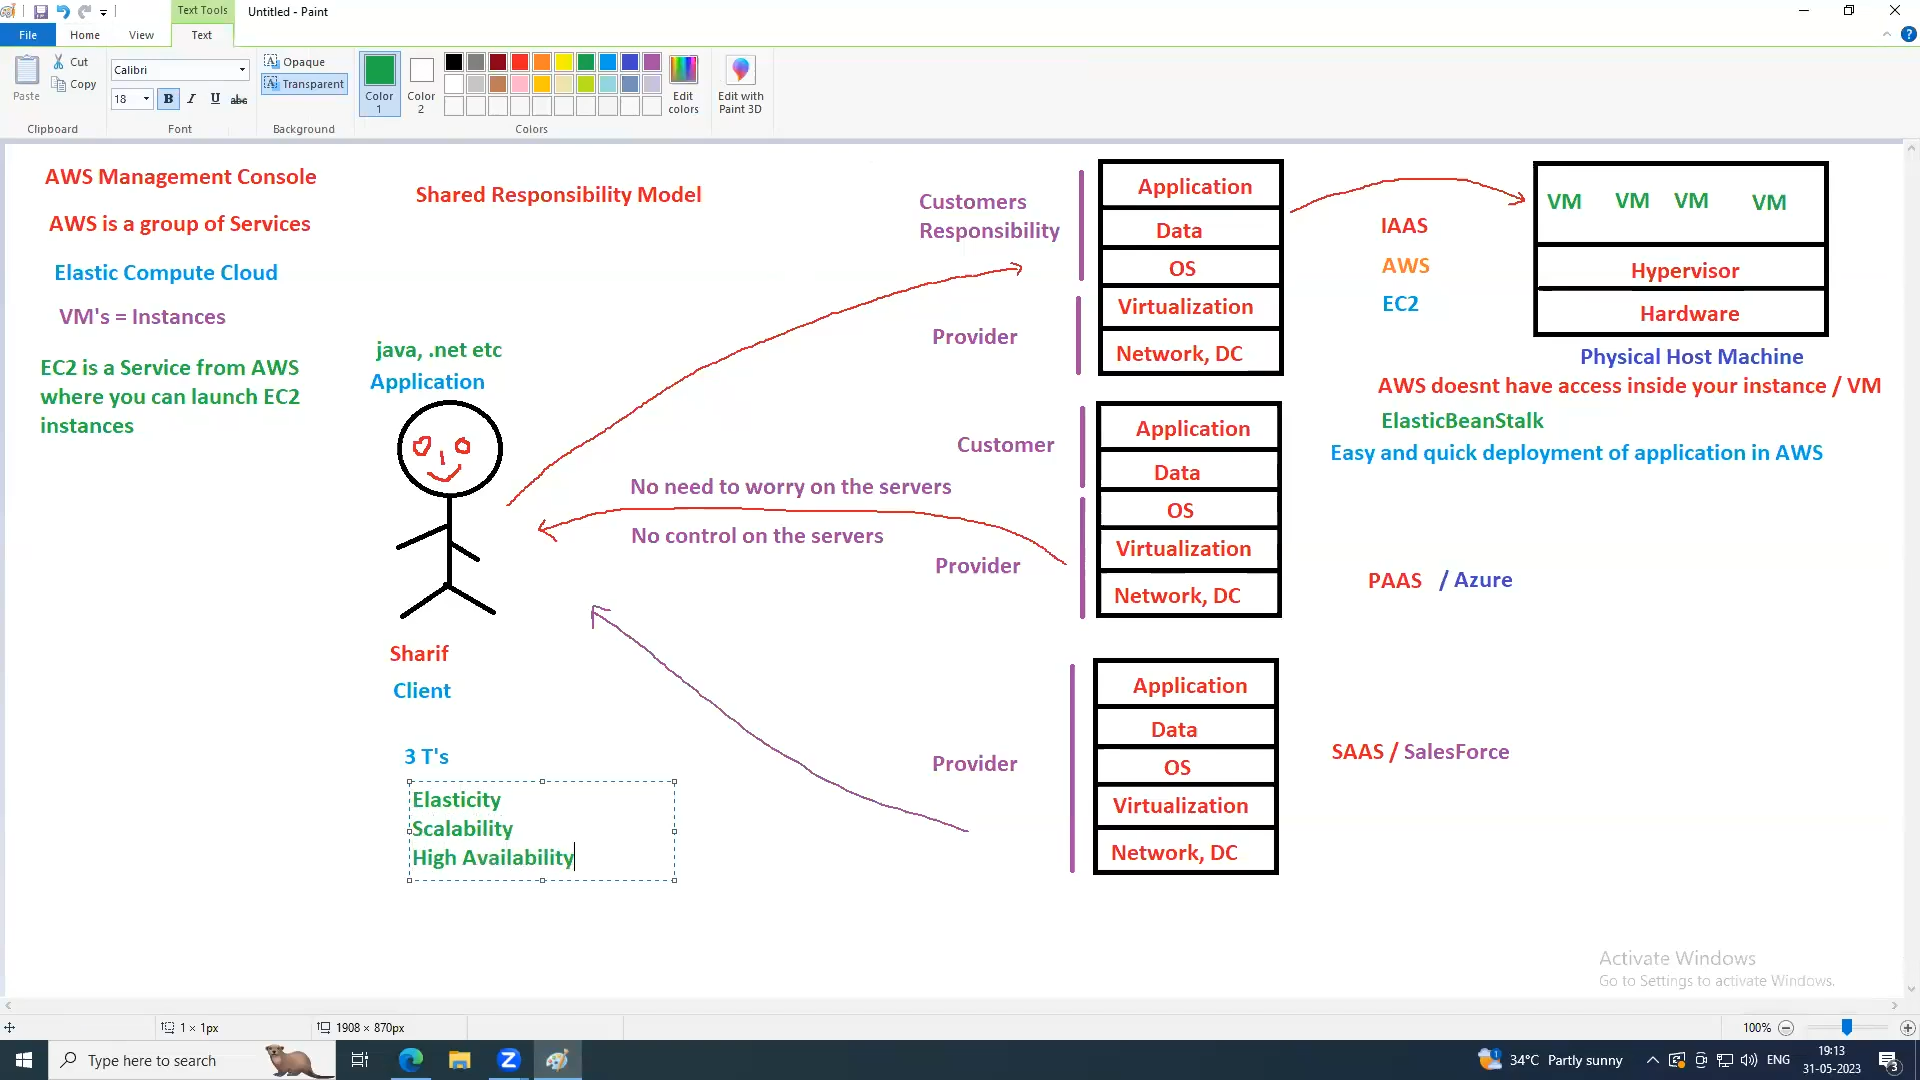 Text Tools
Untitled - Paint
File
Home
View
Text
Paste
Cut
Copy
Clipboard
Calibri
18
B
I
U
abc
Font
Opaque
Transparent
Background
Color
1
Color
2
Edit
colors
Colors
Edit with
Paint 3D
AWS Management Console
AWS is a group of Services
Elastic Compute Cloud
VM's = Instances
EC2 is a Service from AWS
where you can launch EC2
instances
Shared Responsibility Model
java, .net etc
Application
Sharif
Client
3 T's
Elasticity
Scalability
High Availability
No need to worry on the servers
No control on the servers
Customers
Responsibility
Provider
Application
Data
OS
Virtualization
Network, DC
IAAS
AWS
EC2
VM VM VM VM
Hypervisor
Hardware
Physical Host Machine
AWS doesnt have access inside your instance / VM
ElasticBeanStalk
Easy and quick deployment of application in AWS
Customer
Provider
Application
Data
OS
Virtualization
Network, DC
PAAS / Azure
Provider
Application
Data
OS
Virtualization
Network, DC
SAAS / SalesForce
Activate Windows
Go to Settings to activate Windows.
1 × 1px
1908 × 870px
100%
Type here to search
34°C Partly sunny
ENG
19:13
31-05-2023
3